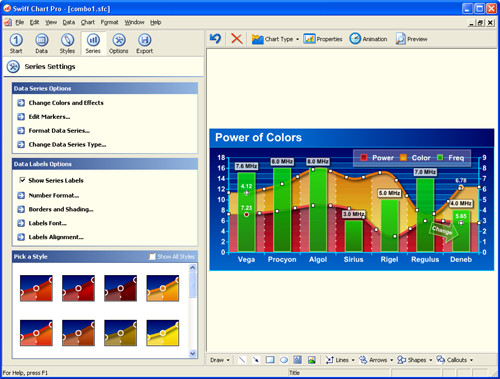 Swiff Chart Pro - [combo1.sfc]
File Edit View Data Chart Format Window Help
Start Data Styles Series Options Export
Chart Type Properties Animation Preview
Series Settings
Data Series Options
Change Colors and Effects
Edit Markers...
Format Data Series...
Change Data Series Type...
Data Labels Options
Show Series Labels
Number Format...
Borders and Shading...
Labels Font...
Labels Alignment...
Pick a Style Show All Styles
Power of Colors
Power Color Freq
18 16 14 12 10 8 6 4 2 0
7.6 MHz 8.0 MHz 8.0 MHz 3.0 MHz 5.0 MHz 7.0 MHz 4.0 MHz
4.12 6.78
7.23 5.65
Change
9 8 7 6 5 4 3 2 1 0
Vega Procyon Algol Sirius Rigel Regulus Deneb
Draw Lines Arrows Shapes Callouts
For Help, press F1 Title